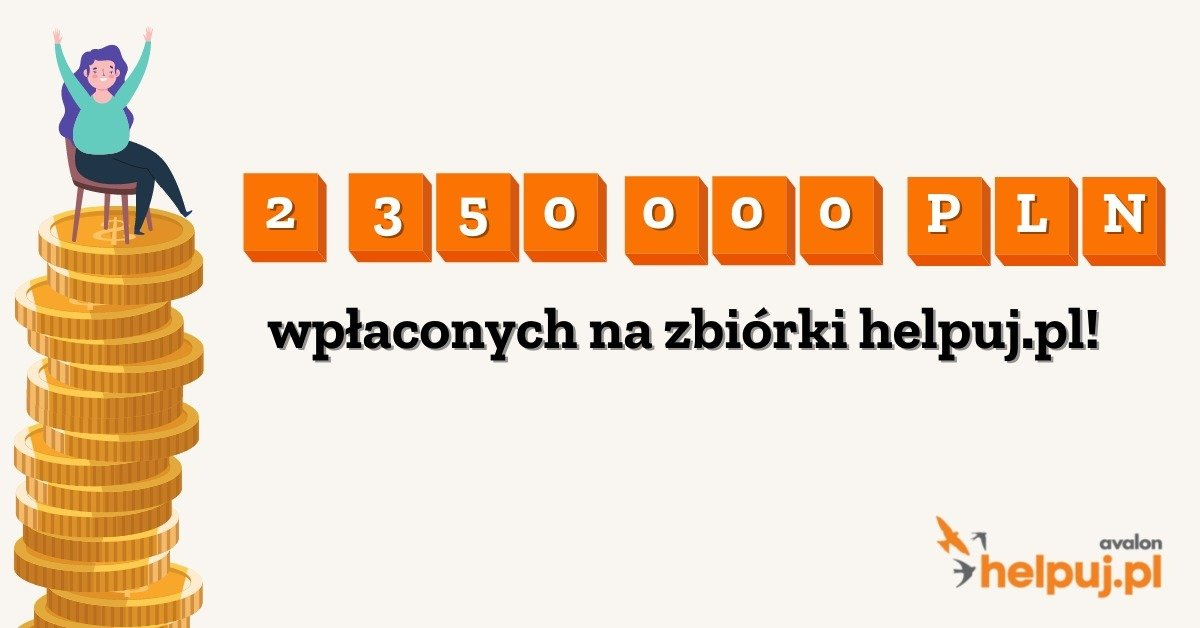 2 350 000 PLN
wpłaconych na zbiórki helpuj.pl!
avalon
helpuj.pl